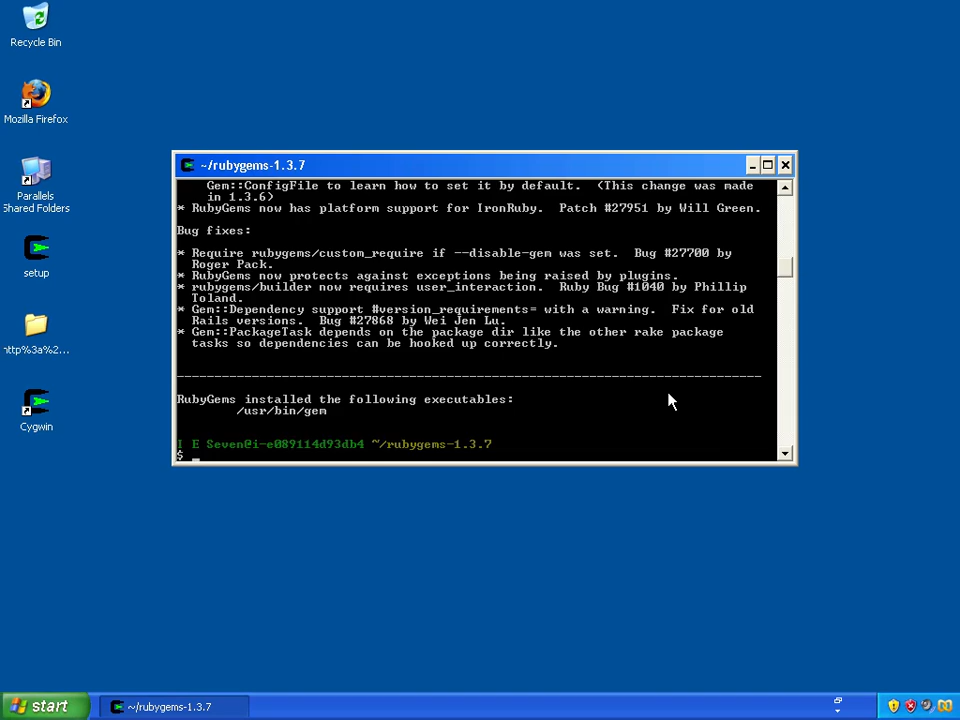 Recycle Bin
Mozilla Firefox
Parallels
Shared Folders
setup
http%3a%2...
Cygwin
~/rubygems-1.3.7
Gem::ConfigFile to learn how to set it by default.  (This change was made
in 1.3.6)
* RubyGems now has platform support for IronRuby.  Patch #27951 by Will Green.
Bug fixes:
* Require rubygems/custom_require if --disable-gem was set.  Bug #27700 by
Roger Pack.
* RubyGems now protects against exceptions being raised by plugins.
* rubygems/builder now requires user_interaction.  Ruby Bug #1040 by Phillip
Toland.
* Gem::Dependency support #version_requirements= with a warning.  Fix for old
Rails versions.  Bug #27868 by Wei Jen Lu.
* Gem::PackageTask depends on the package dir like the other rake package
tasks so dependencies can be hooked up correctly.
------------------------------------------------------------------------------
RubyGems installed the following executables:
/usr/bin/gem
I E Seven@i-e089114d93db4 ~/rubygems-1.3.7
$ _
start
~/rubygems-1.3.7